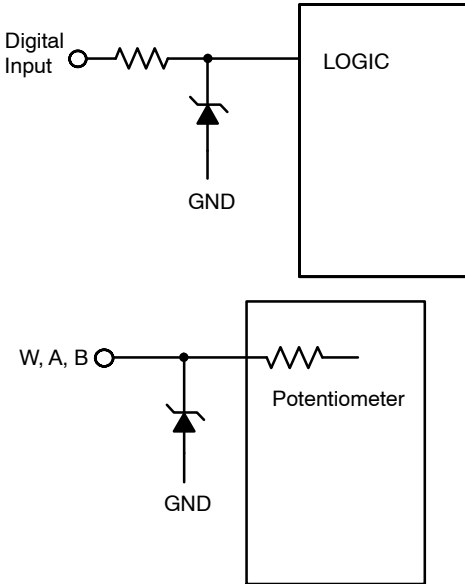 Digital
Input
LOGIC
GND
W, A, B
Potentiometer
GND